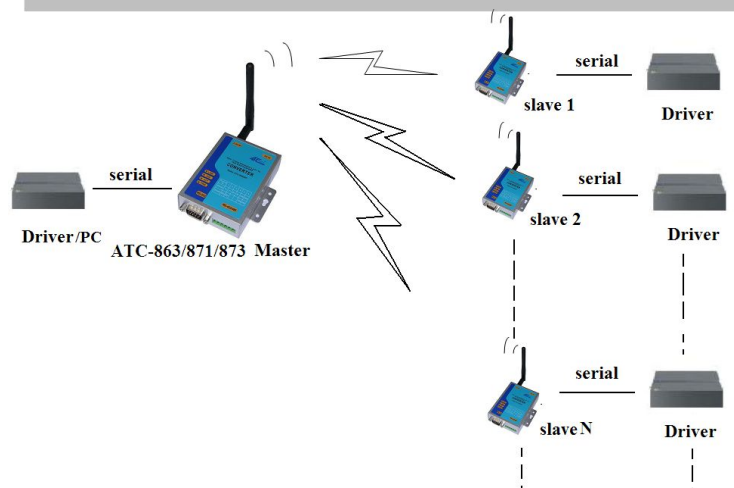 serial
slave 1
Driver
serial
Driver/PC
CONVERTER
ATC-863/871/873 Master
serial
slave 2
Driver
serial
slave N
Driver